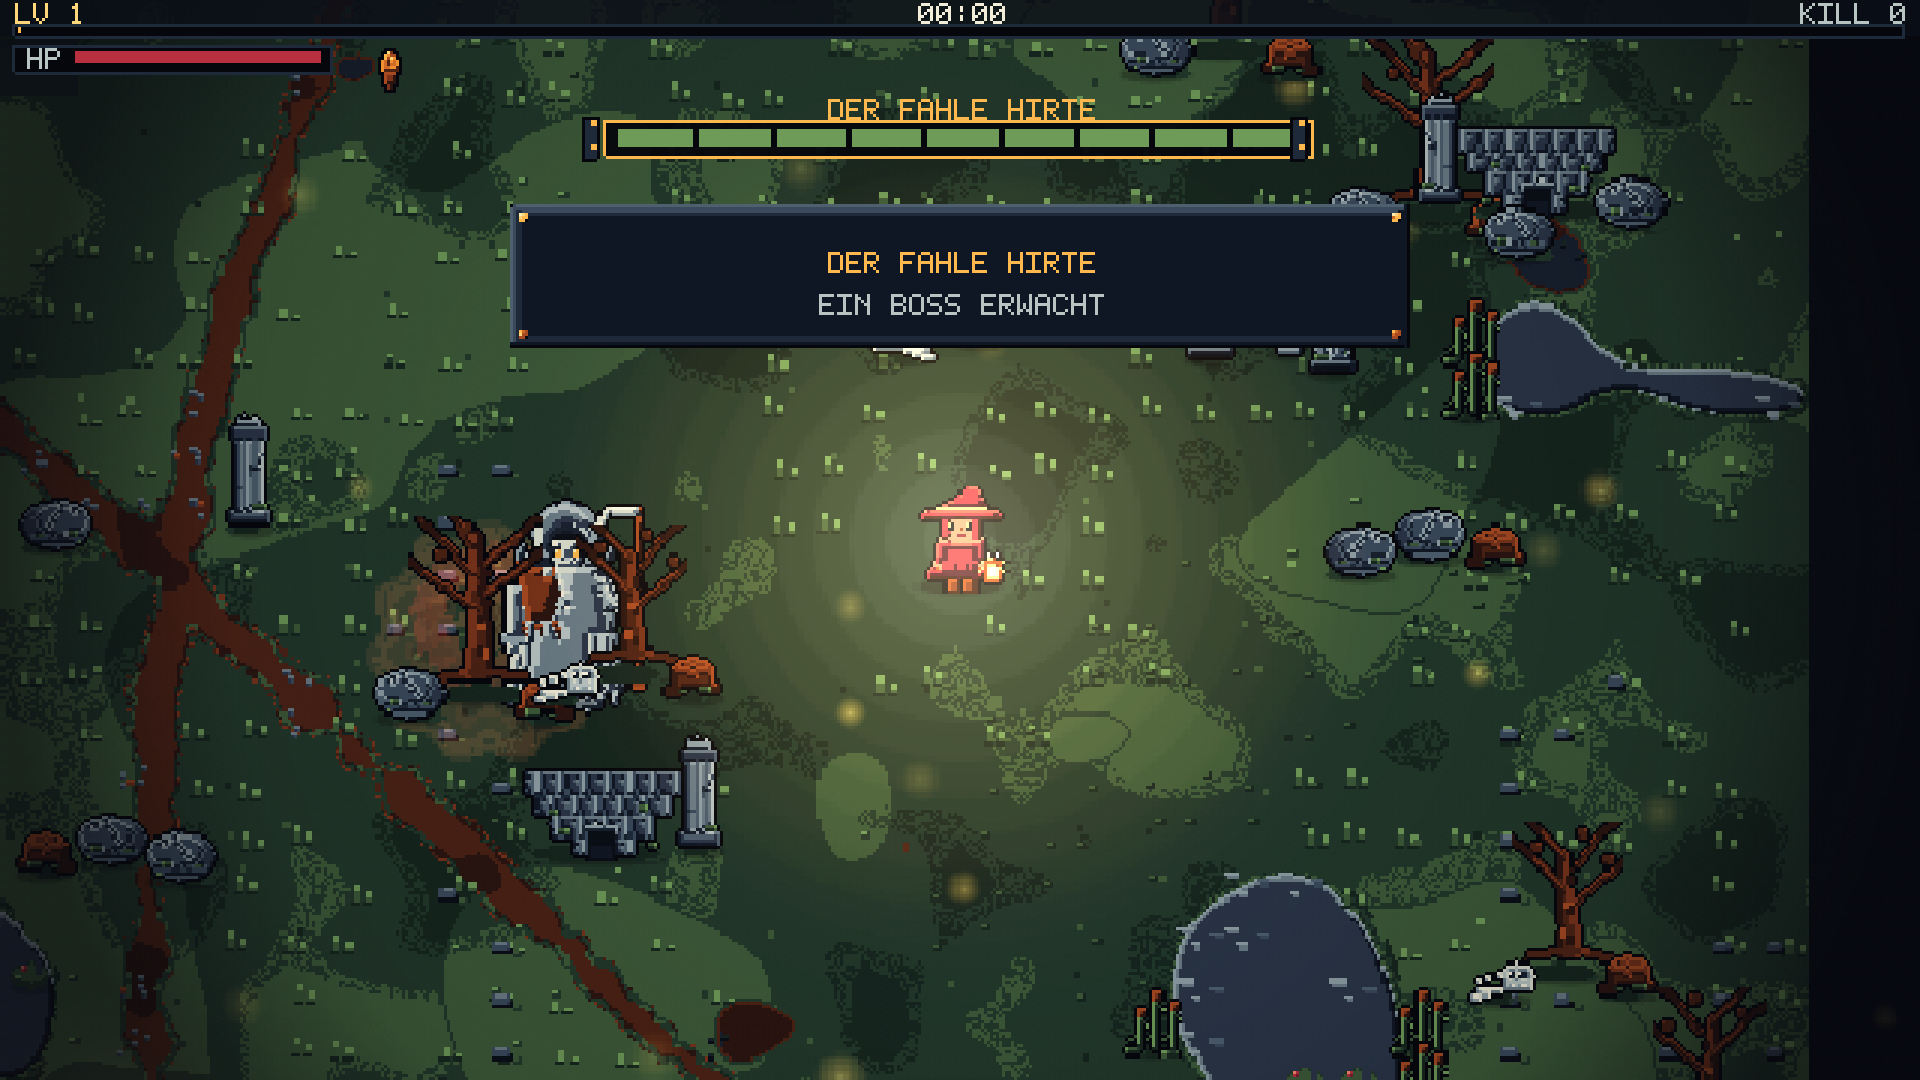 LV 1
00:00
KILL 0
HP
DER FAHLE HIRTE
DER FAHLE HIRTE
EIN BOSS ERWACHT